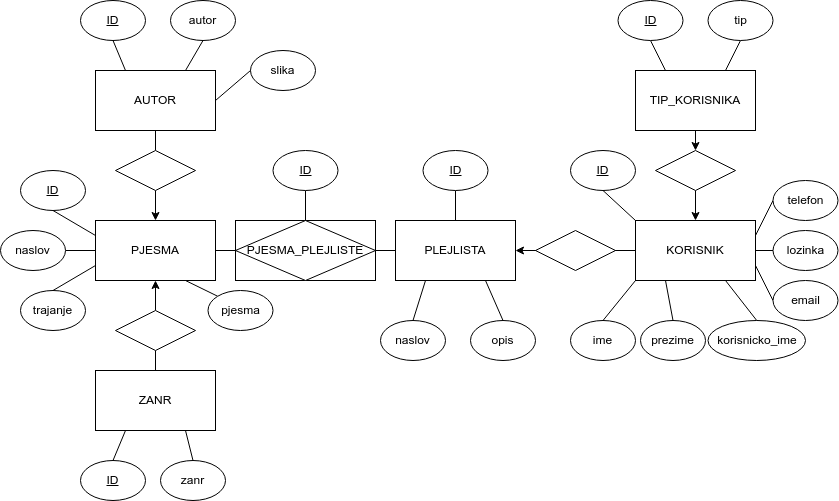 ID
autor
ID
tip
slika
AUTOR
TIP_KORISNIKA
ID
ID
ID
ID
telefon
naslov
PJESMA
PJESMA_PLEJLISTE
PLEJLISTA
KORISNIK
lozinka
trajanje
pjesma
email
naslov
opis
ime
prezime
korisnicko_ime
ZANR
ID
zanr